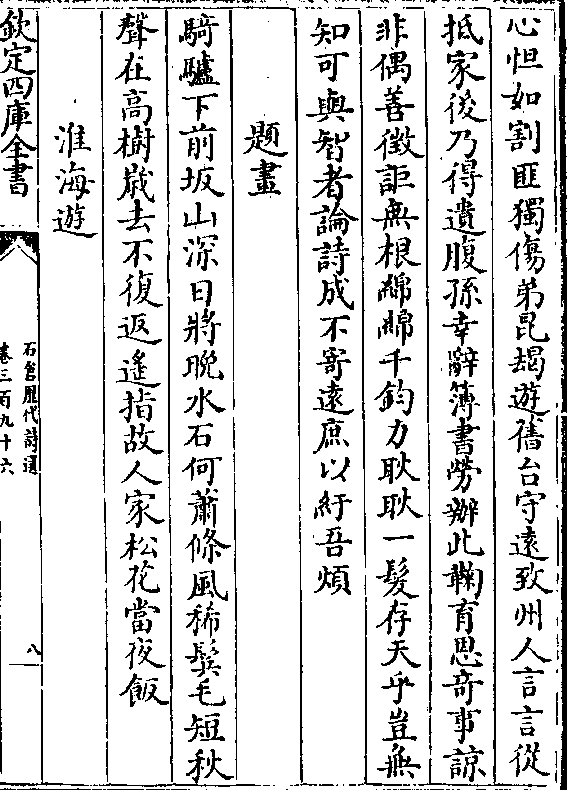 心怛如割匪獨傷弟昆朅遊舊台守遠致州人言言從
抵家後乃得遺腹孫幸辭簿書勞辦此鞠育恩奇事諒
非偶善徵詎無根綿綿千鈞力耿耿一髮存天乎豈無
知可與智者論詩成不寄遠庶以紓吾煩
題畫
騎驢下前坂山深日將晚水石何蕭條風稀鬂毛短秋
聲在高樹歲去不復返遙指故人家松花當夜飯
淮海遊
欽定四庫全書
石倉歷代詩選
卷三百九十六
八